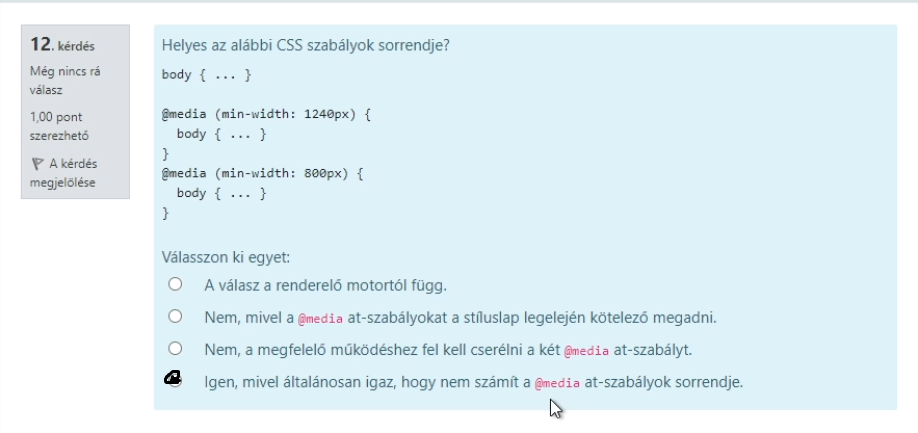 12. kérdés
Még nincs rá
válasz
1,00 pont
szerezhető
A kérdés
megjelölése
Helyes az alábbi CSS szabályok sorrendje?
body { ... }
@media (min-width: 1240px) {
body { ... }
}
@media (min-width: 800px) {
body { ... }
}
Válasszon ki egyet:
A válasz a renderelő motortól függ.
Nem, mivel a @media at-szabályokat a stíluslap legelején kötelező megadni.
Nem, a megfelelő működéshez fel kell cserélni a két @media at-szabályt.
Igen, mivel általánosan igaz, hogy nem számít a @media at-szabályok sorrendje.